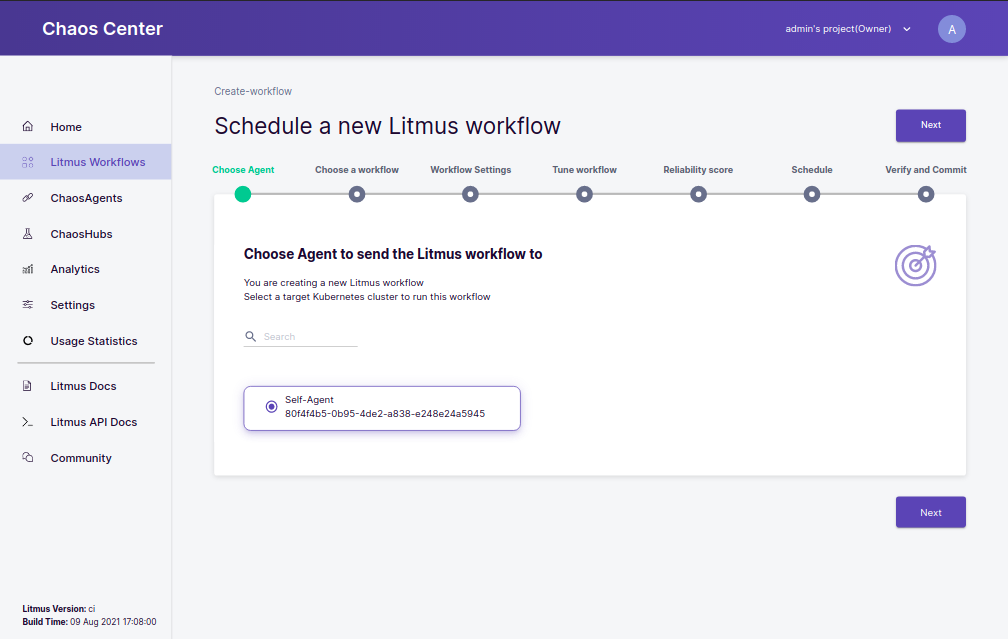 Chaos Center
admin's project(Owner)
A
Home
Litmus Workflows
ChaosAgents
ChaosHubs
Analytics
Settings
Usage Statistics
Litmus Docs
Litmus API Docs
Community
Litmus Version: ci
Build Time: 09 Aug 2021 17:08:00
Create-workflow
Schedule a new Litmus workflow
Next
Choose Agent
Choose a workflow
Workflow Settings
Tune workflow
Reliability score
Schedule
Verify and Commit
Choose Agent to send the Litmus workflow to
You are creating a new Litmus workflow
Select a target Kubernetes cluster to run this workflow
Search
Self-Agent
80f4f4b5-0b95-4de2-a838-e248e24a5945
Next